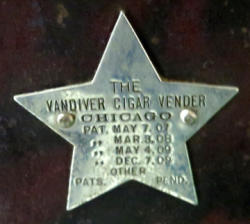 THE
VANDIVER CIGAR VENDER
CHICAGO
PAT. MAY 7. 07
„ MAR. 3. 08
„ MAY 4. 09
„ DEC. 7. 09
OTHER
PATS. PEND.